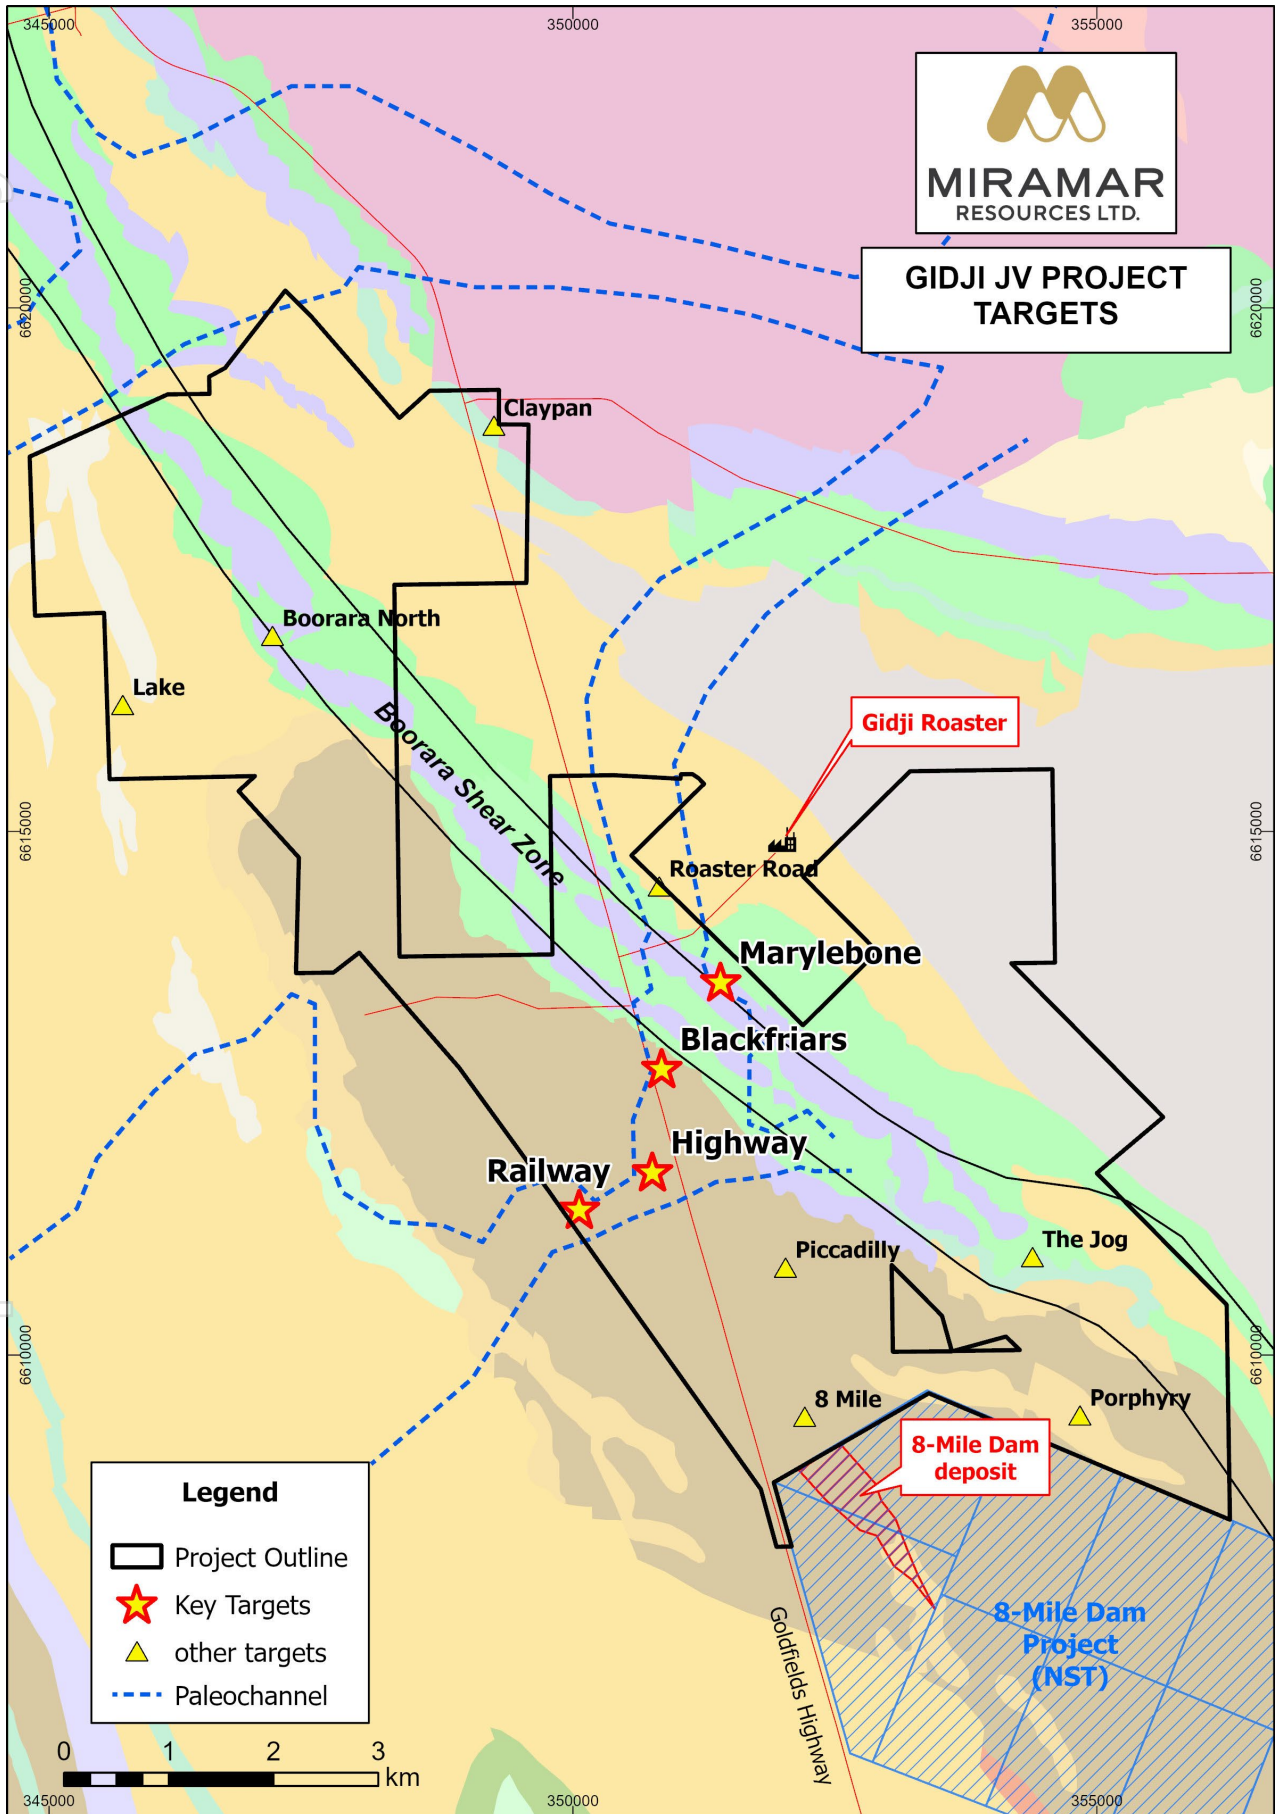 345000
350000
355000
MIRAMAR
RESOURCES LTD.
GIDJI JV PROJECT
TARGETS
6620000
6620000
Claypan
Boorara North
Lake
Boorara Shear Zone
Gidji Roaster
6615000
6615000
Roaster Road
Marylebone
Blackfriars
Highway
Railway
Piccadilly
The Jog
6610000
6610000
8 Mile
Porphyry
8-Mile Dam
deposit
Legend
Project Outline
Key Targets
other targets
Paleochannel
8-Mile Dam
Project
(NST)
Goldfields Highway
0 1 2 3
km
345000
350000
355000